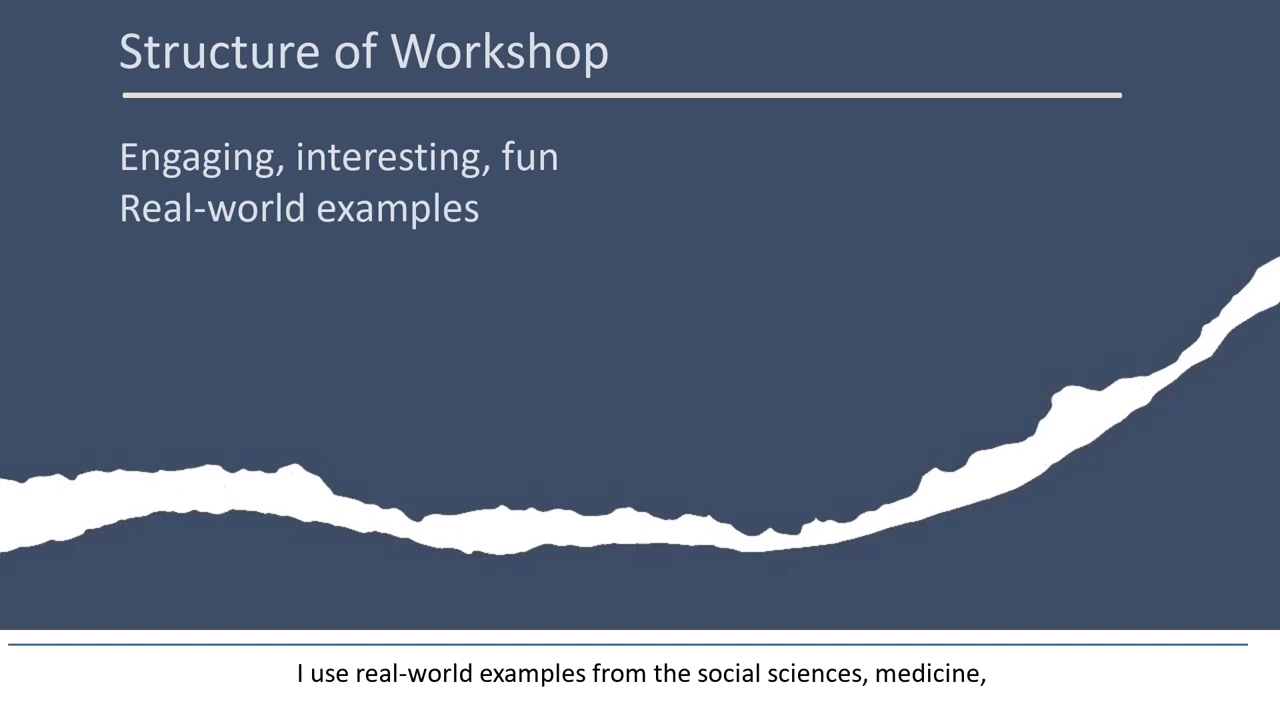 Structure of Workshop
Engaging, interesting, fun
Real-world examples
I use real-world examples from the social sciences, medicine,